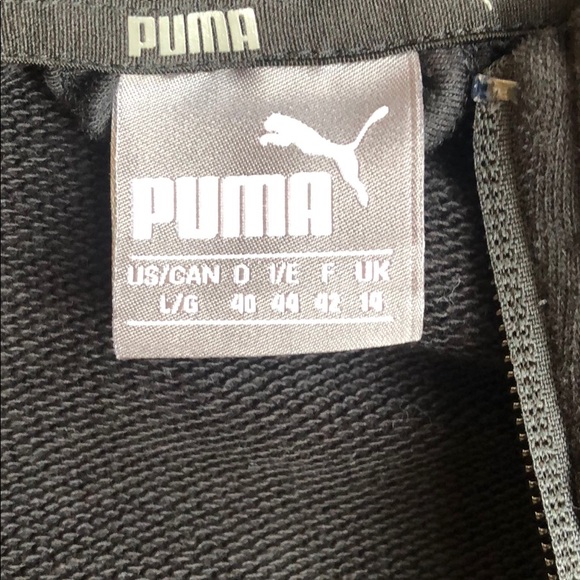 PUMA
PUMA
US/CAN D I/E F UK
L/G 40 44 42 14